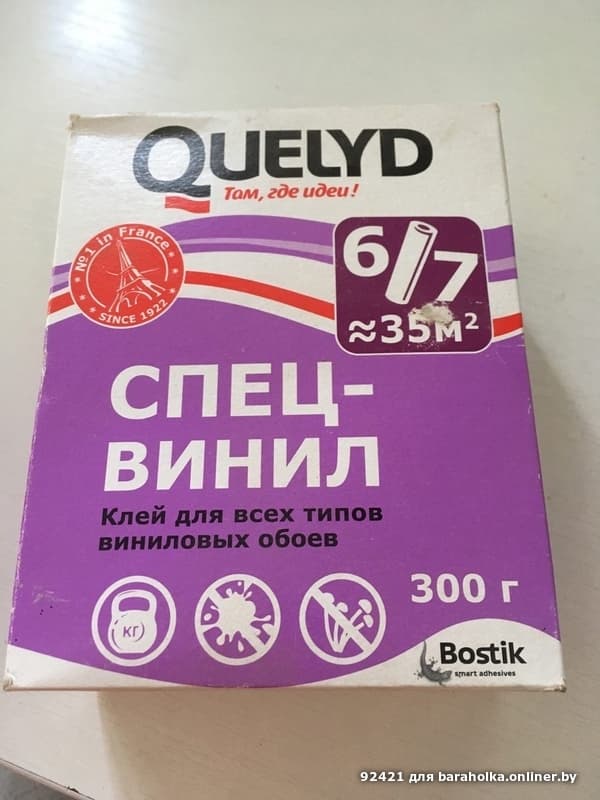 QUELYD
Там, где идеи!
№1 in France
SINCE 1922
6/7
≈35м²
СПЕЦ-
ВИНИЛ
Клей для всех типов
виниловых обоев
300 г
кг
Bostik
smart adhesives
92421 для baraholka.onliner.by